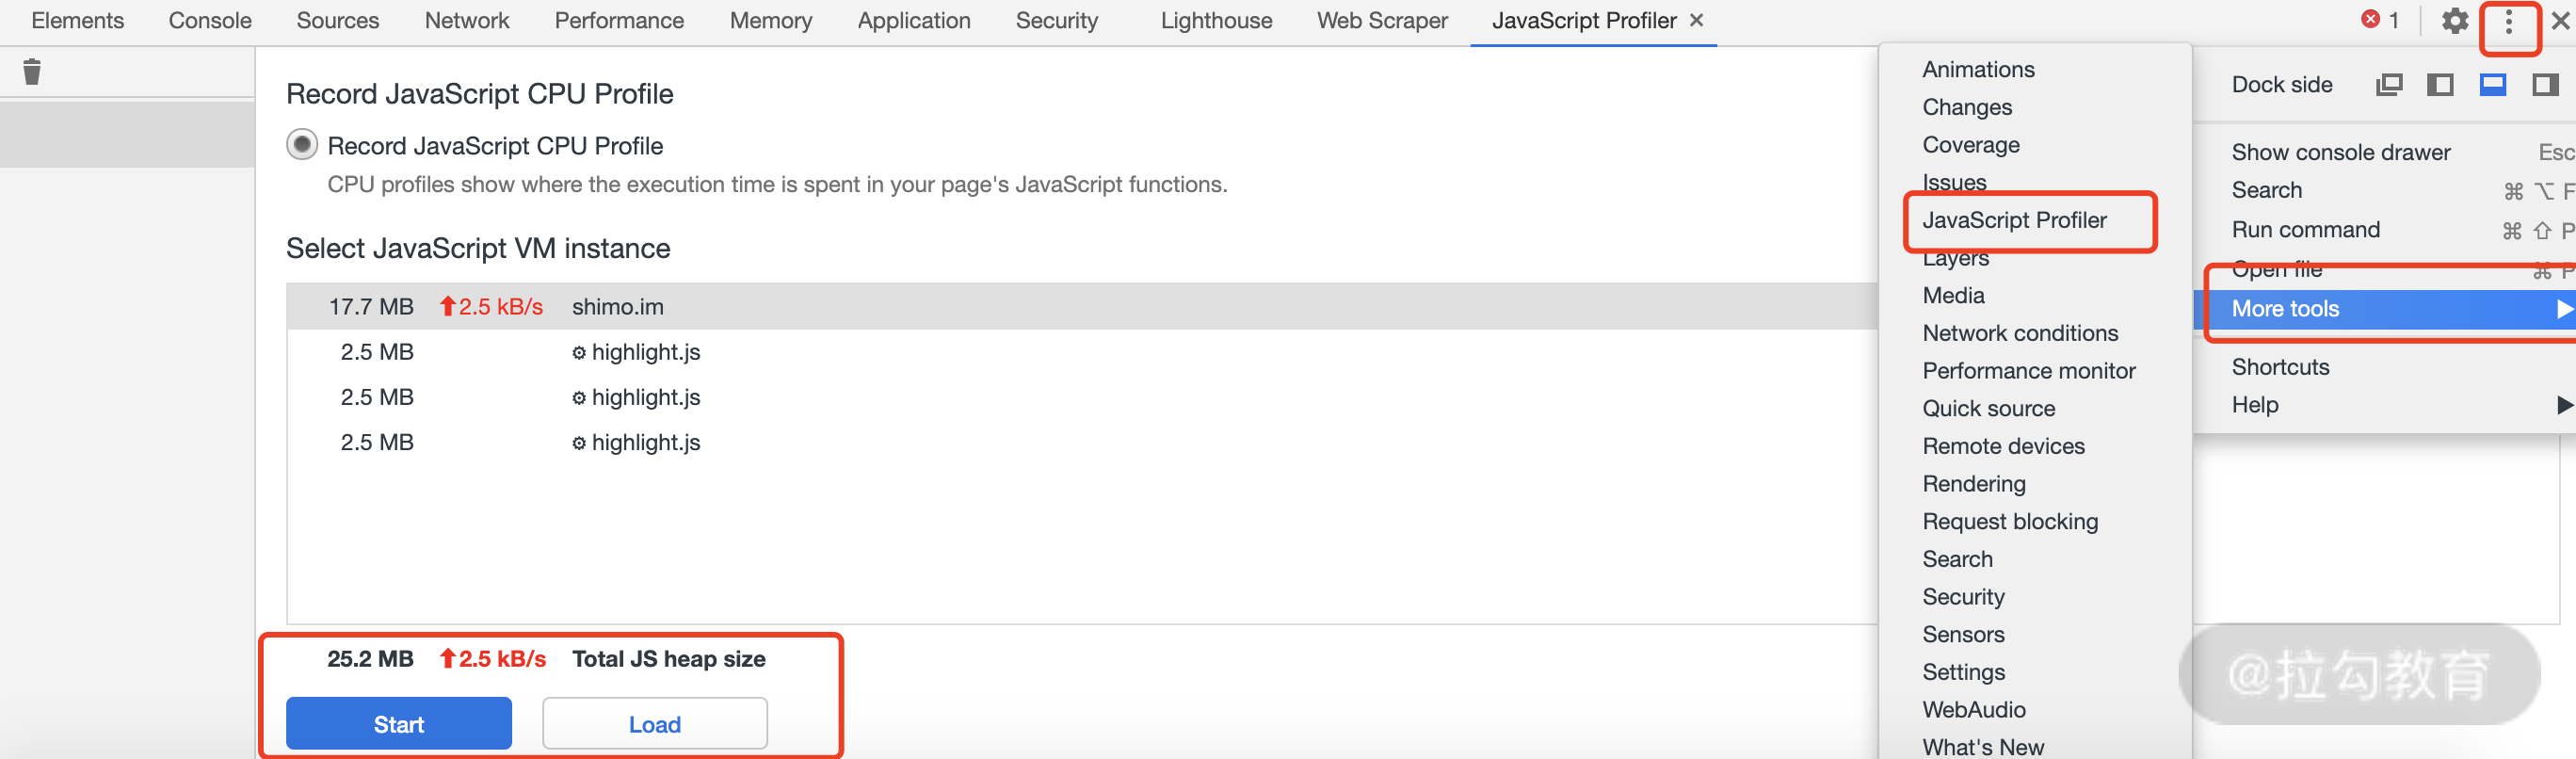 Elements Console Sources Network Performance Memory Application Security Lighthouse Web Scraper JavaScript Profiler 1
Record JavaScript CPU Profile
Record JavaScript CPU Profile
CPU profiles show where the execution time is spent in your page's JavaScript functions.
Select JavaScript VM instance
17.7 MB 2.5 kB/s shimo.im
2.5 MB highlight.js
2.5 MB highlight.js
2.5 MB highlight.js
25.2 MB 2.5 kB/s Total JS heap size
Start Load
Animations
Changes
Coverage
Issues
JavaScript Profiler
Layers
Media
Network conditions
Performance monitor
Quick source
Remote devices
Rendering
Request blocking
Search
Security
Sensors
Settings
WebAudio
What's New
Dock side
Show console drawer Esc
Search ⌘ ⌥ F
Run command ⌘ ⇧ P
Open file ⌘ P
More tools
Shortcuts
Help
@拉勾教育